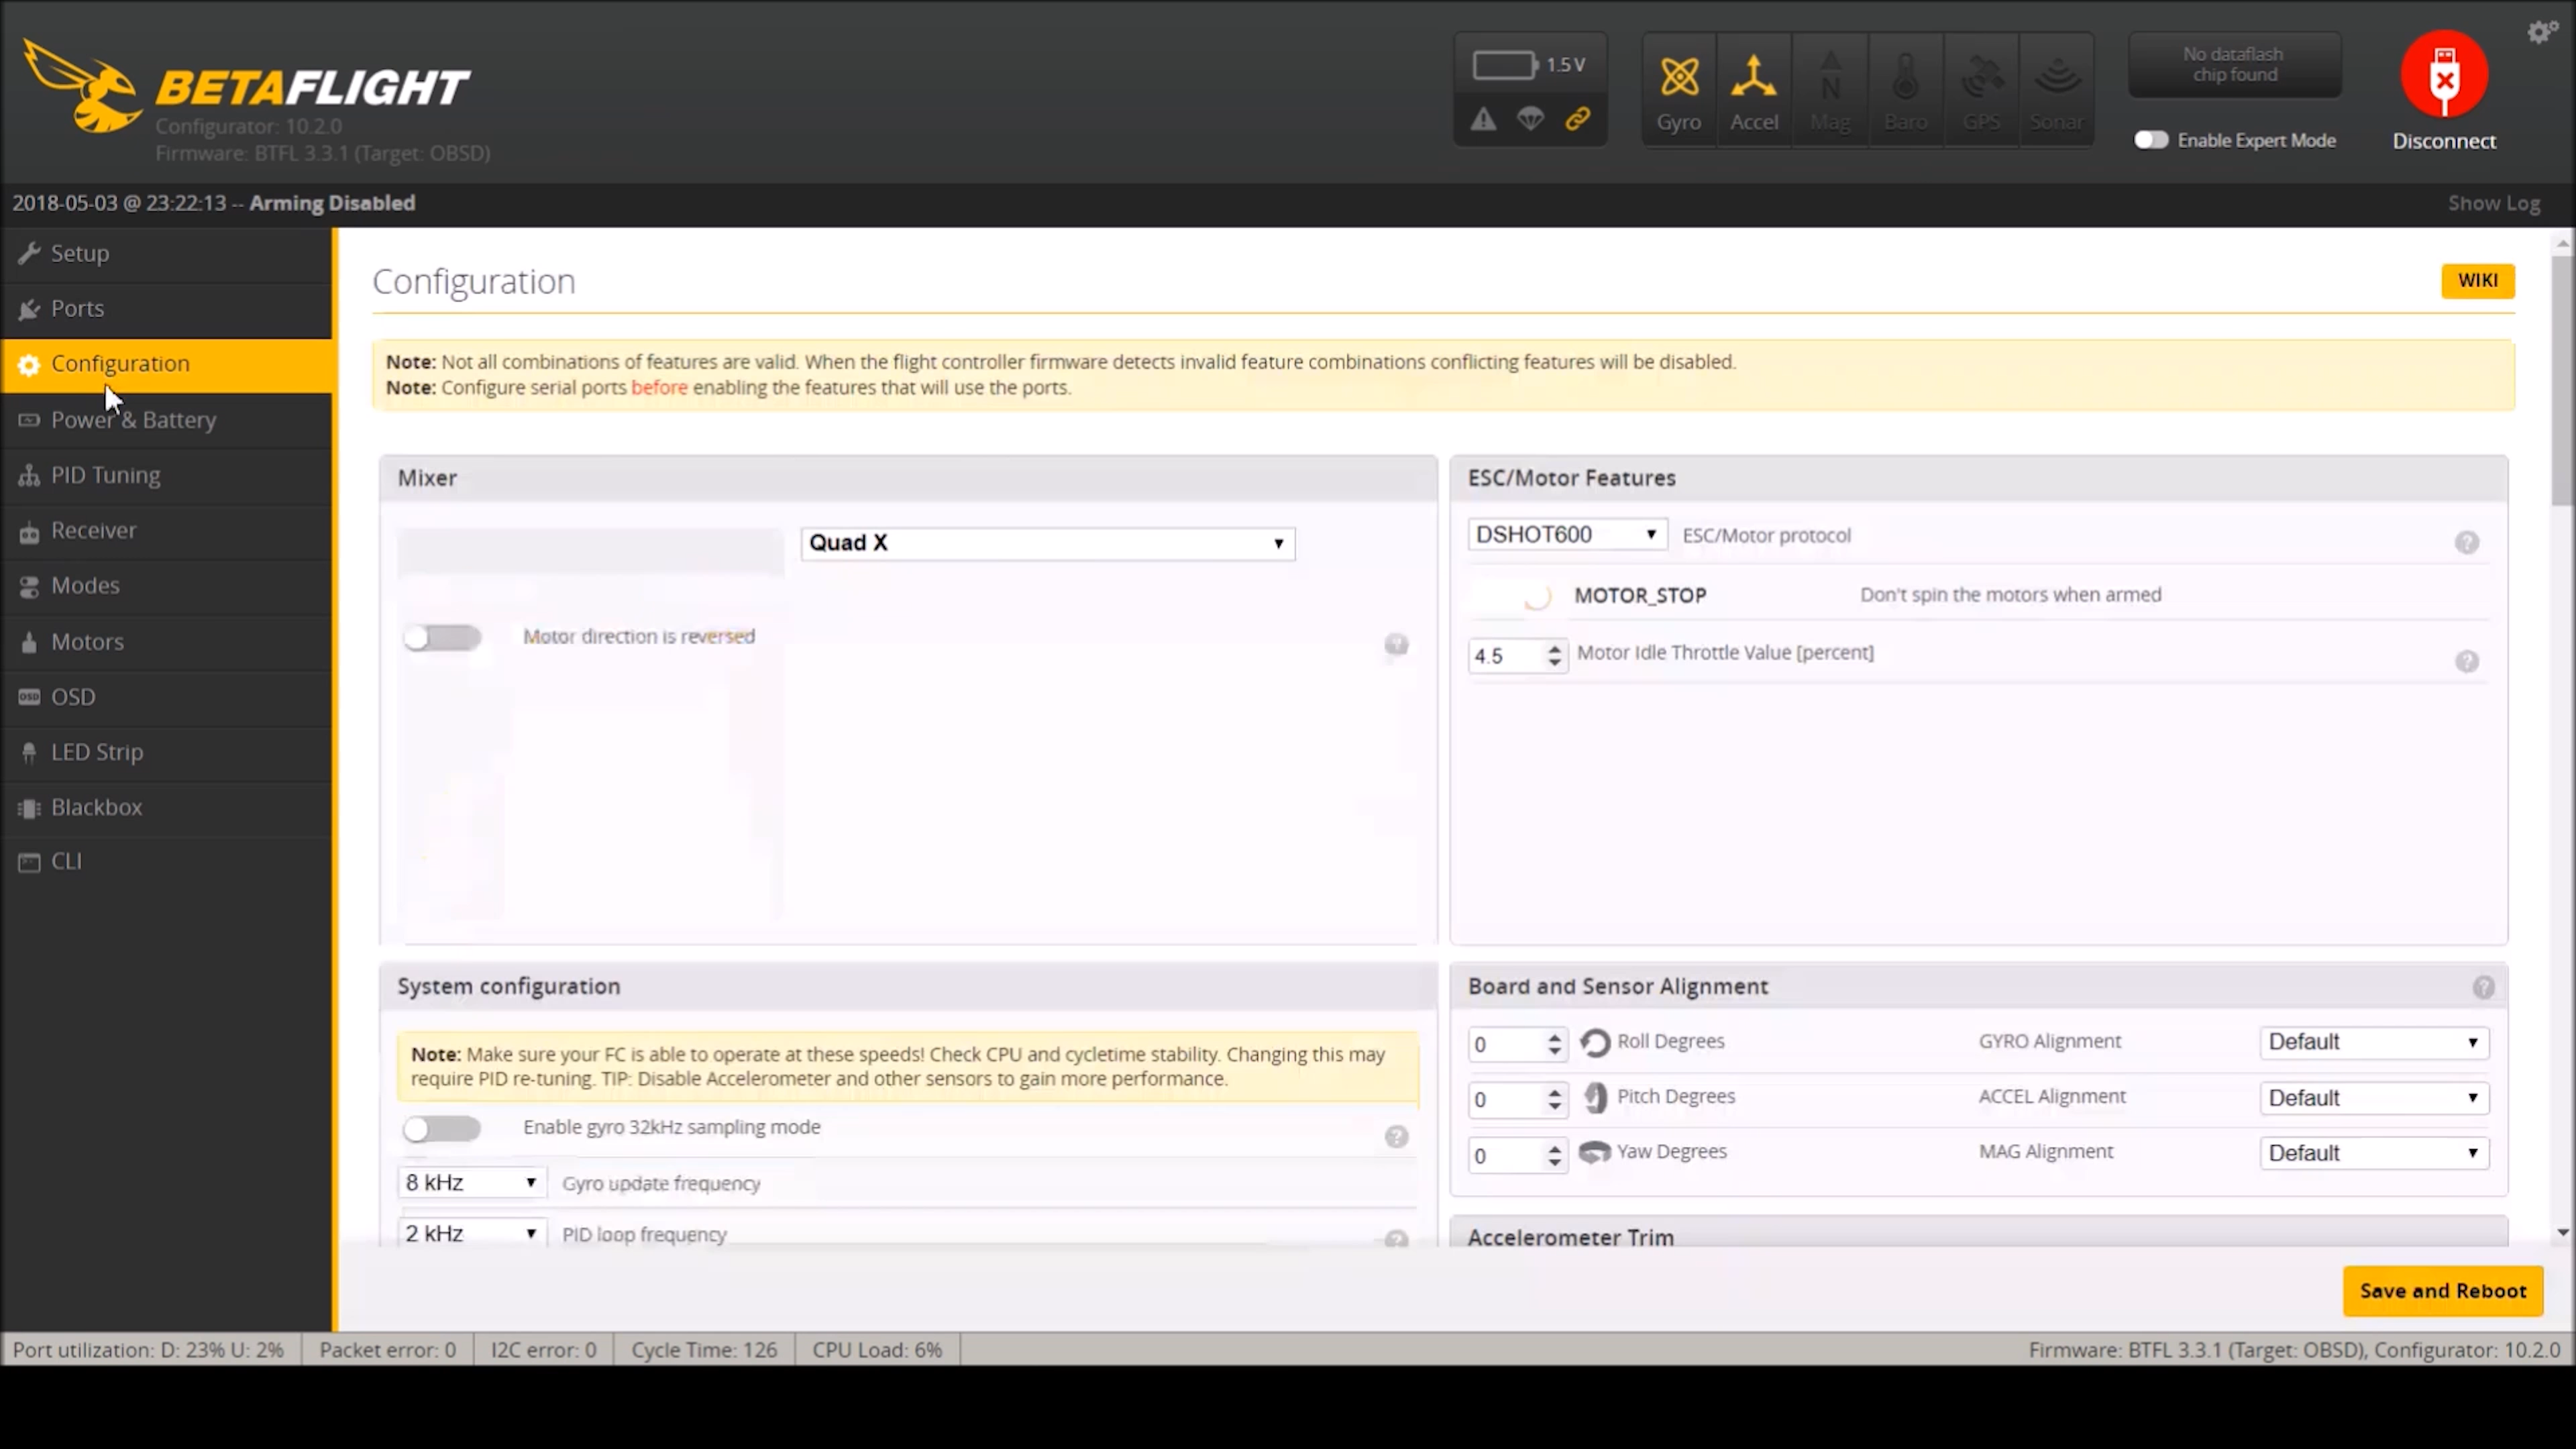 BETAFLIGHT
Configurator: 10.2.0
Firmware: BTFL 3.3.1 (Target: OBSD)
1.5 V
Gyro
Accel
Mag
Baro
GPS
Sonar
No dataflash
chip found
Enable Expert Mode
Disconnect
2018-05-03 @ 23:22:13 -- Arming Disabled
Show Log
Setup
Ports
Configuration
Power & Battery
PID Tuning
Receiver
Modes
Motors
OSD
LED Strip
Blackbox
CLI
Configuration
WIKI
Note: Not all combinations of features are valid. When the flight controller firmware detects invalid feature combinations conflicting features will be disabled.
Note: Configure serial ports before enabling the features that will use the ports.
Mixer
Quad X
Motor direction is reversed
ESC/Motor Features
DSHOT600 ESC/Motor protocol
MOTOR_STOP Don't spin the motors when armed
4.5 Motor Idle Throttle Value [percent]
System configuration
Note: Make sure your FC is able to operate at these speeds! Check CPU and cycletime stability. Changing this may
require PID re-tuning. TIP: Disable Accelerometer and other sensors to gain more performance.
Enable gyro 32kHz sampling mode
8 kHz Gyro update frequency
2 kHz PID loop frequency
Board and Sensor Alignment
0 Roll Degrees GYRO Alignment Default
0 Pitch Degrees ACCEL Alignment Default
0 Yaw Degrees MAG Alignment Default
Accelerometer Trim
Save and Reboot
Port utilization: D: 23% U: 2% Packet error: 0 I2C error: 0 Cycle Time: 126 CPU Load: 6% Firmware: BTFL 3.3.1 (Target: OBSD), Configurator: 10.2.0